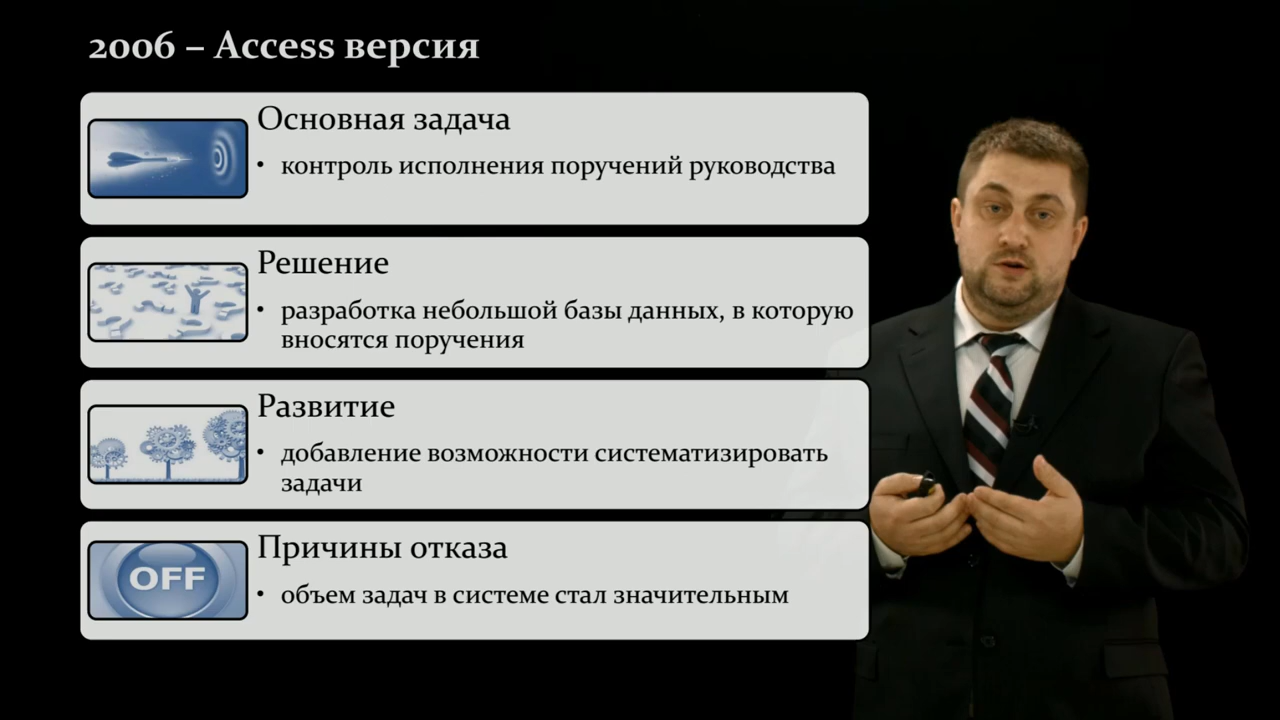 2006 – Access версия
Основная задача
• контроль исполнения поручений руководства
Решение
• разработка небольшой базы данных, в которую
вносятся поручения
Развитие
• добавление возможности систематизировать
задачи
Причины отказа
OFF
• объем задач в системе стал значительным